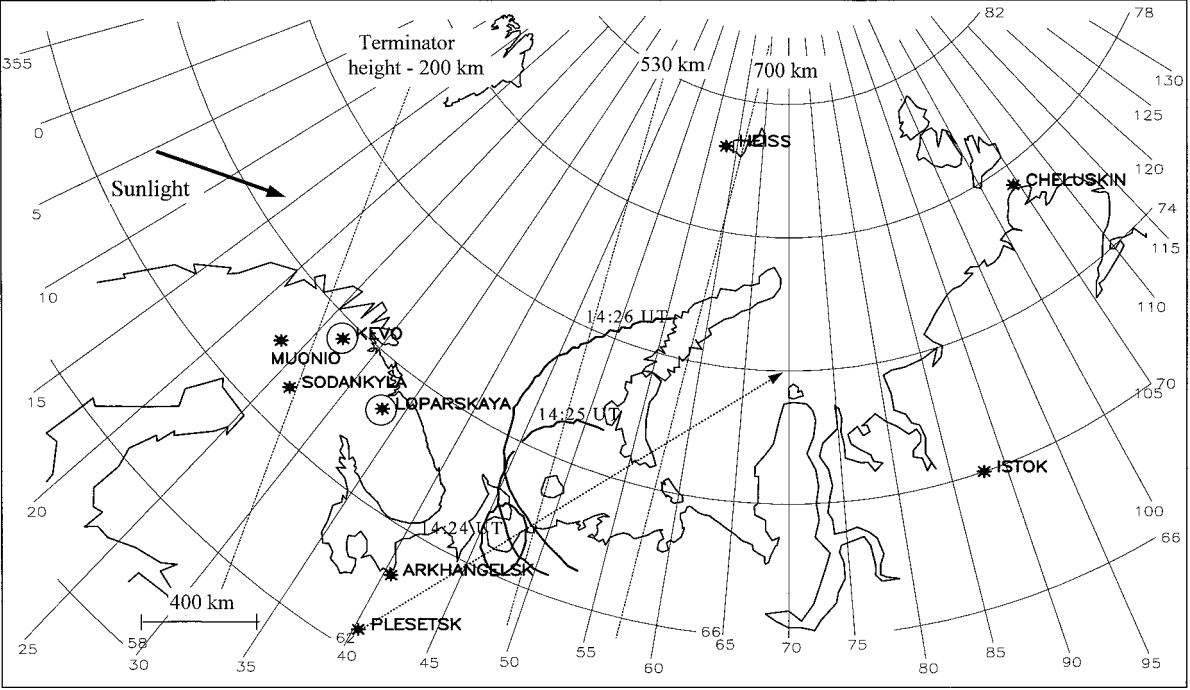 82
78
Terminator
height - 200 km
530 km
700 km
355
130
125
0
HEISS
120
CHELUSKIN
Sunlight
5
74
115
10
110
14:26 UT
KEVO
MUONIO
SODANKYLA
70
105
15
LOPARSKAYA
14:25 UT
ISTOK
20
100
14:24 UT
66
ARKHANGELSK
400 km
PLESETSK
58
62
66
25
30
35
40
45
50
55
60
65
70
75
80
85
90
95